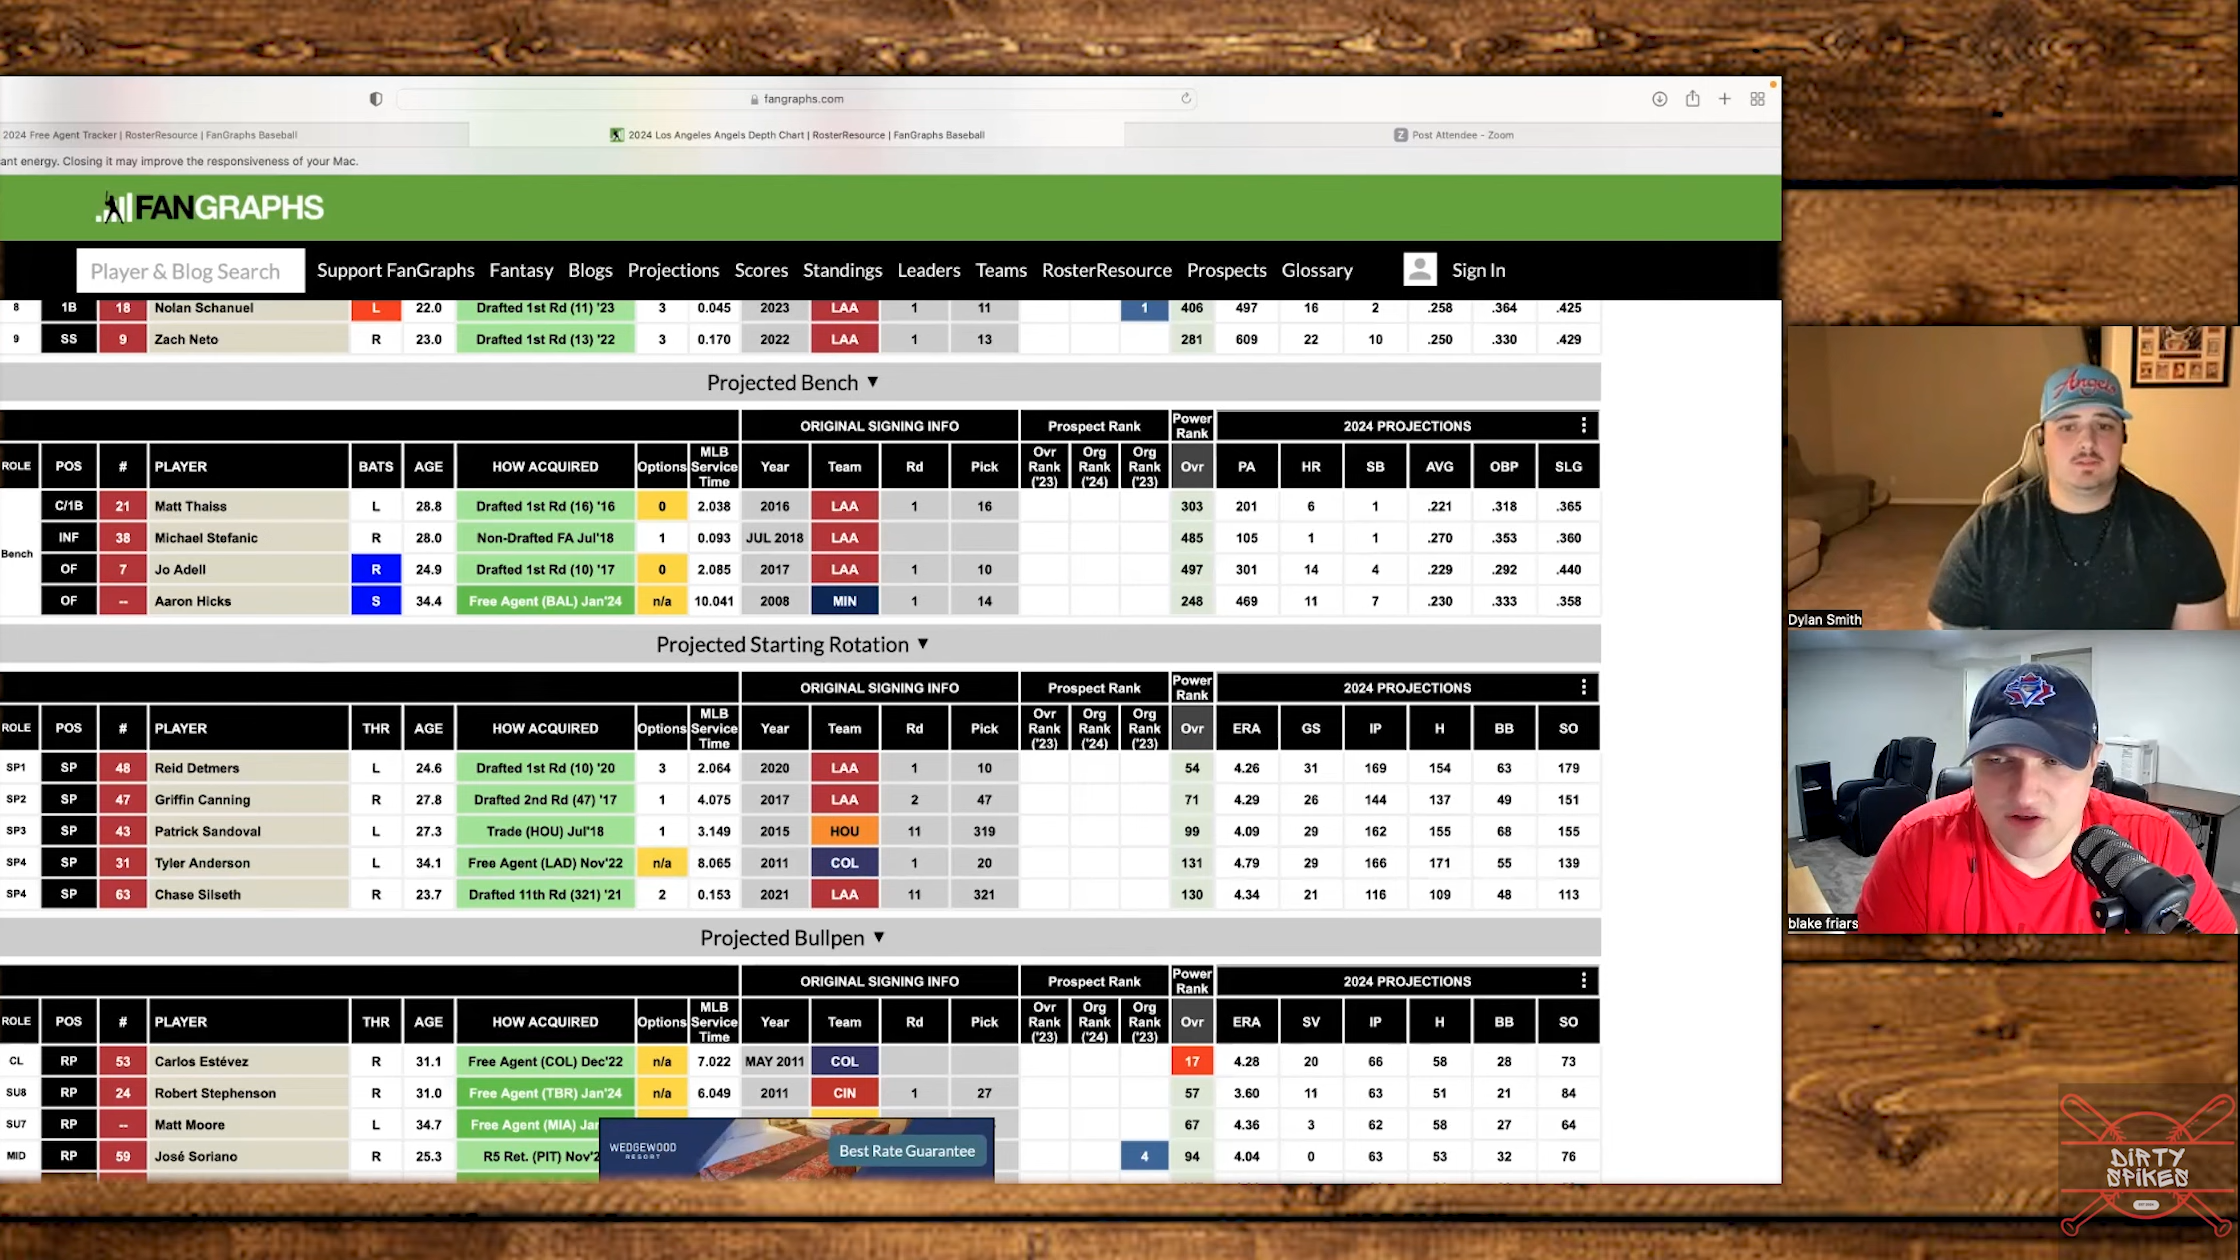 fangraphs.com
2024 Free Agent Tracker | RosterResource | FanGraphs Baseball
2024 Los Angeles Angels Depth Chart | RosterResource | FanGraphs Baseball
Z Post Attendee - Zoom
ant energy. Closing it may improve the responsiveness of your Mac.
FANGRAPHS
Player & Blog Search Support FanGraphs Fantasy Blogs Projections Scores Standings Leaders Teams RosterResource Prospects Glossary Sign In
8 1B 18 Nolan Schanuel L 22.0 Drafted 1st Rd (11) '23 3 0.045 2023 LAA 1 11 1 406 497 16 2 .258 .364 .425
9 SS 9 Zach Neto R 23.0 Drafted 1st Rd (13) '22 3 0.170 2022 LAA 1 13 281 609 22 10 .250 .330 .429
Projected Bench ▼
ORIGINAL SIGNING INFO Prospect Rank Power Rank 2024 PROJECTIONS
ROLE POS # PLAYER BATS AGE HOW ACQUIRED Options MLB Service Time Year Team Rd Pick Ovr Rank ('23) Org Rank ('24) Org Rank ('23) Ovr PA HR SB AVG OBP SLG
Bench
C/1B 21 Matt Thaiss L 28.8 Drafted 1st Rd (16) '16 0 2.038 2016 LAA 1 16 303 201 6 1 .221 .318 .365
INF 38 Michael Stefanic R 28.0 Non-Drafted FA Jul'18 1 0.093 JUL 2018 LAA 485 105 1 1 .270 .353 .360
OF 7 Jo Adell R 24.9 Drafted 1st Rd (10) '17 0 2.085 2017 LAA 1 10 497 301 14 4 .229 .292 .440
OF -- Aaron Hicks S 34.4 Free Agent (BAL) Jan'24 n/a 10.041 2008 MIN 1 14 248 469 11 7 .230 .333 .358
Projected Starting Rotation ▼
ORIGINAL SIGNING INFO Prospect Rank Power Rank 2024 PROJECTIONS
ROLE POS # PLAYER THR AGE HOW ACQUIRED Options MLB Service Time Year Team Rd Pick Ovr Rank ('23) Org Rank ('24) Org Rank ('23) Ovr ERA GS IP H BB SO
SP1 SP 48 Reid Detmers L 24.6 Drafted 1st Rd (10) '20 3 2.064 2020 LAA 1 10 54 4.26 31 169 154 63 179
SP2 SP 47 Griffin Canning R 27.8 Drafted 2nd Rd (47) '17 1 4.075 2017 LAA 2 47 71 4.29 26 144 137 49 151
SP3 SP 43 Patrick Sandoval L 27.3 Trade (HOU) Jul'18 1 3.149 2015 HOU 11 319 99 4.09 29 162 155 68 155
SP4 SP 31 Tyler Anderson L 34.1 Free Agent (LAD) Nov'22 n/a 8.065 2011 COL 1 20 131 4.79 29 166 171 55 139
SP4 SP 63 Chase Silseth R 23.7 Drafted 11th Rd (321) '21 2 0.153 2021 LAA 11 321 130 4.34 21 116 109 48 113
Projected Bullpen ▼
ORIGINAL SIGNING INFO Prospect Rank Power Rank 2024 PROJECTIONS
ROLE POS # PLAYER THR AGE HOW ACQUIRED Options MLB Service Time Year Team Rd Pick Ovr Rank ('23) Org Rank ('24) Org Rank ('23) Ovr ERA SV IP H BB SO
CL RP 53 Carlos Estévez R 31.1 Free Agent (COL) Dec'22 n/a 7.022 MAY 2011 COL 17 4.28 20 66 58 28 73
SU8 RP 24 Robert Stephenson R 31.0 Free Agent (TBR) Jan'24 n/a 6.049 2011 CIN 1 27 57 3.60 11 63 51 21 84
SU7 RP -- Matt Moore L 34.7 Free Agent (MIA) Jan 67 4.36 3 62 58 27 64
MID RP 59 José Soriano R 25.3 R5 Ret. (PIT) Nov'2 4 94 4.04 0 63 53 32 76
WEDGEWOOD
RESORT
Best Rate Guarantee
Angels
Dylan Smith
blake friars
DIRTY
SPIKES